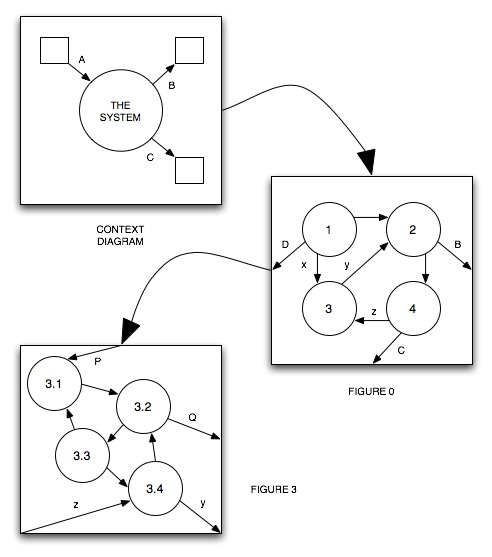 A
B
THE
SYSTEM
C
CONTEXT
DIAGRAM
1
2
D
B
x
y
3
4
z
C
FIGURE 0
P
3.1
3.2
Q
3.3
3.4
z
y
FIGURE 3